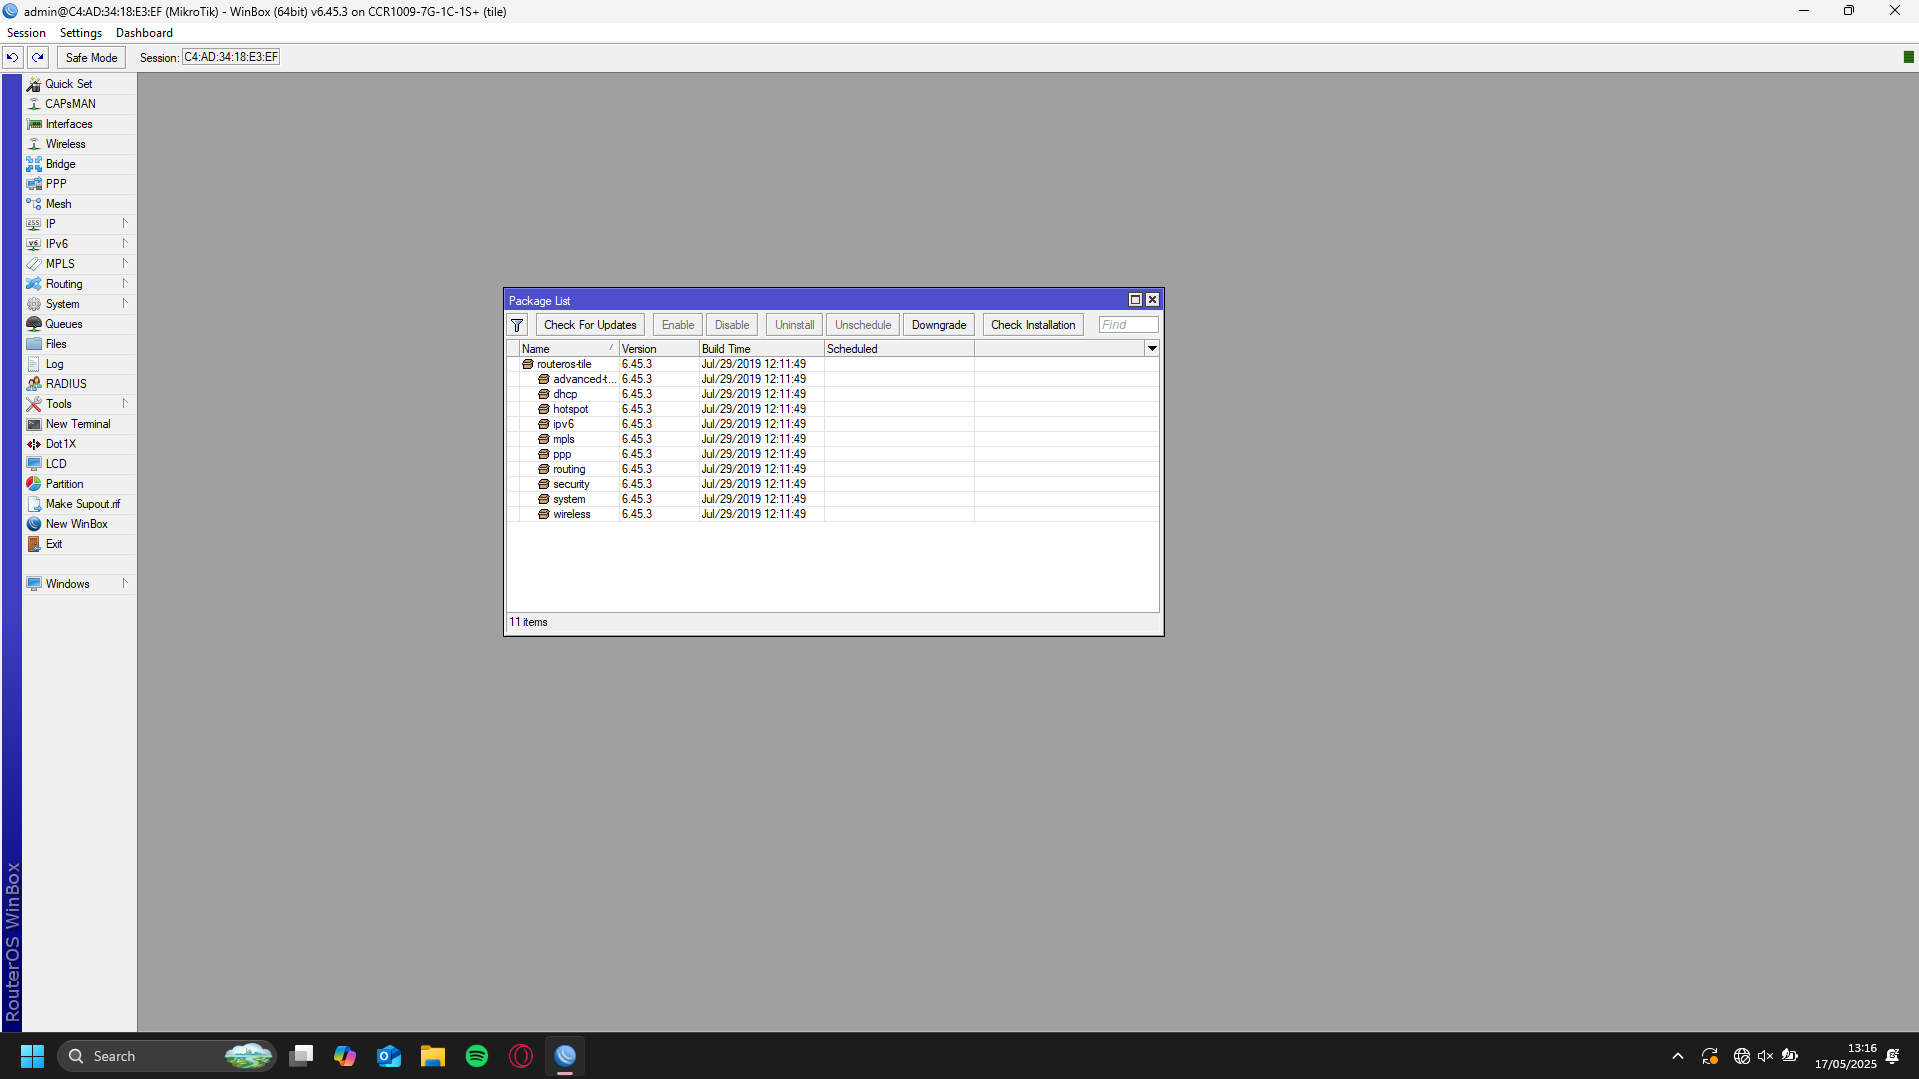 admin@C4:AD:34:18:E3:EF (MikroTik) - WinBox (64bit) v6.45.3 on CCR1009-7G-1C-1S+ (tile)
Session Settings Dashboard
Safe Mode Session: C4:AD:34:18:E3:EF
Quick Set
CAPsMAN
Interfaces
Wireless
Bridge
PPP
Mesh
IP
IPv6
MPLS
Routing
System
Queues
Files
Log
RADIUS
Tools
New Terminal
Dot1X
LCD
Partition
Make Supout.rif
New WinBox
Exit
Windows
RouterOS WinBox
Package List
Check For Updates Enable Disable Uninstall Unschedule Downgrade Check Installation Find
Name Version Build Time Scheduled
routeros-tile 6.45.3 Jul/29/2019 12:11:49
advanced-t... 6.45.3 Jul/29/2019 12:11:49
dhcp 6.45.3 Jul/29/2019 12:11:49
hotspot 6.45.3 Jul/29/2019 12:11:49
ipv6 6.45.3 Jul/29/2019 12:11:49
mpls 6.45.3 Jul/29/2019 12:11:49
ppp 6.45.3 Jul/29/2019 12:11:49
routing 6.45.3 Jul/29/2019 12:11:49
security 6.45.3 Jul/29/2019 12:11:49
system 6.45.3 Jul/29/2019 12:11:49
wireless 6.45.3 Jul/29/2019 12:11:49
11 items
Search
13:16
17/05/2025